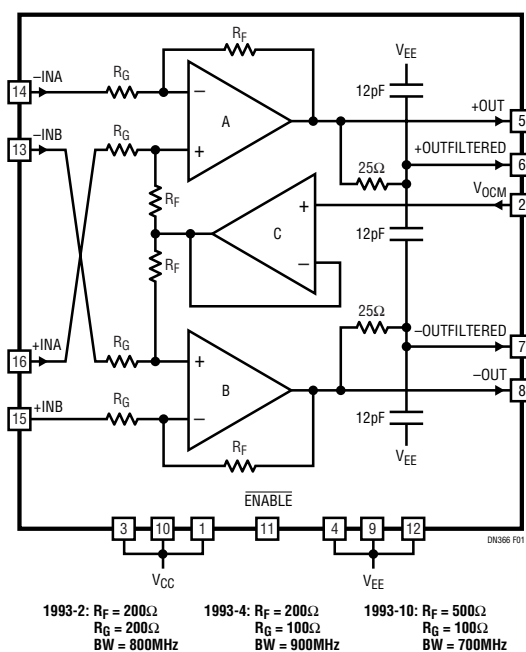 R_F
V_EE
12pF
–INA
R_G
14
–
A
+OUT
5
–INB
R_G
13
+
+OUTFILTERED
6
25Ω
V_OCM
2
R_F
+
C
12pF
R_F
–
25Ω
–OUTFILTERED
7
+INA
R_G
16
+
B
–OUT
8
+INB
R_G
15
–
12pF
R_F
V_EE
ENABLE
3
10
1
11
4
9
12
DN366 F01
V_CC
V_EE
1993-2: R_F = 200Ω
R_G = 200Ω
BW = 800MHz
1993-4: R_F = 200Ω
R_G = 100Ω
BW = 900MHz
1993-10: R_F = 500Ω
R_G = 100Ω
BW = 700MHz